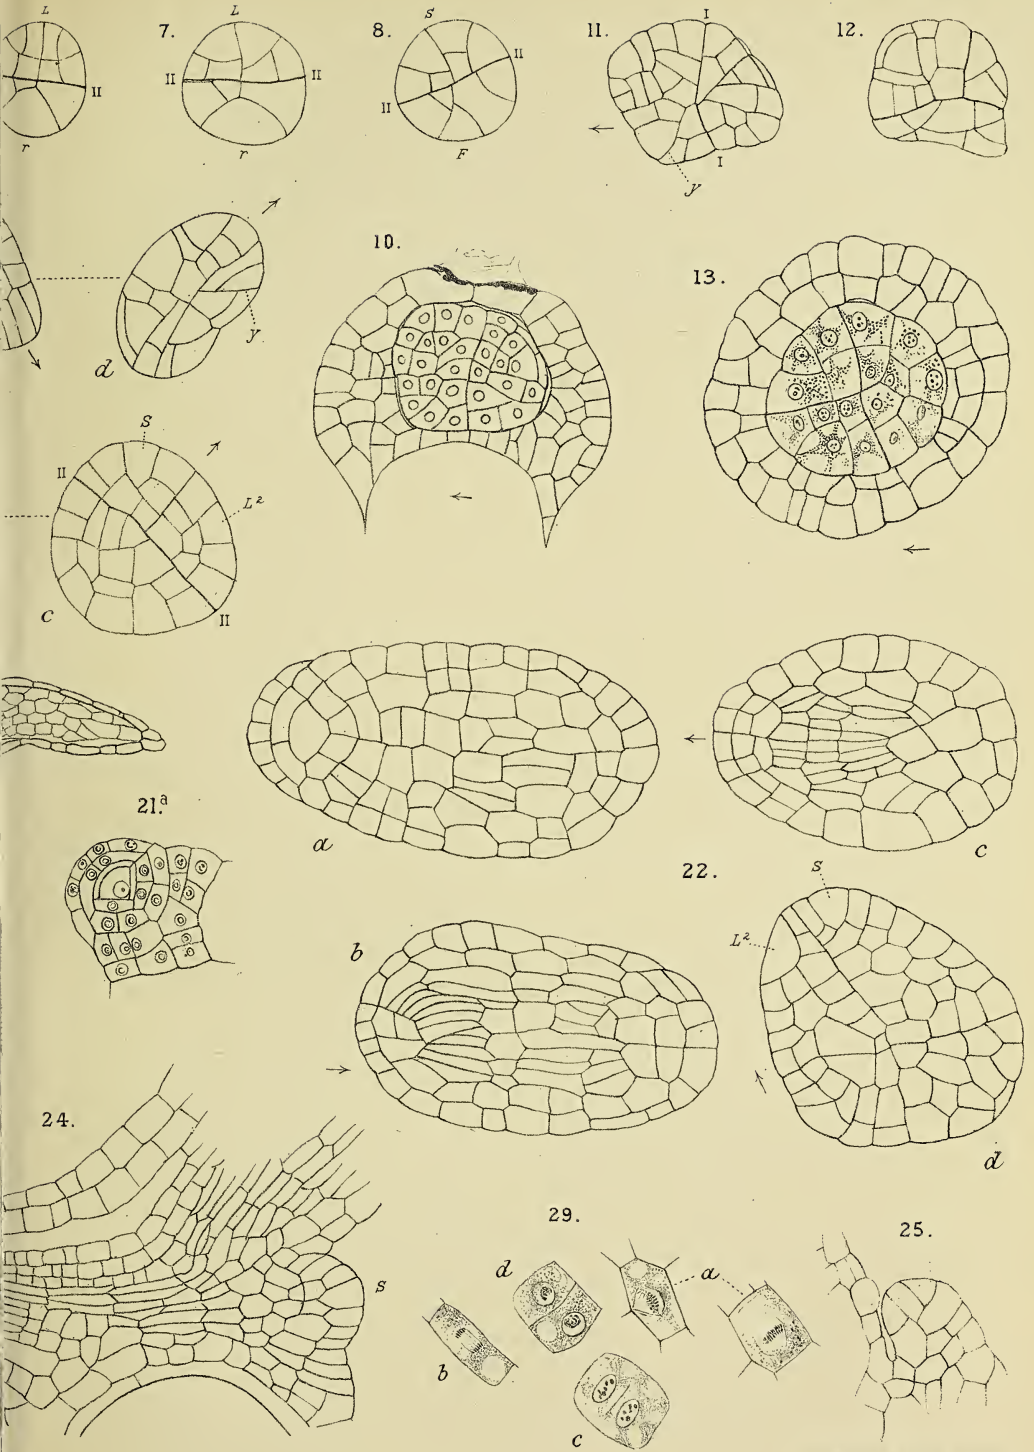 L 7. L 8. S 11. I 12.
II II II II
II
r r F I
y
10. 13.
d y
S
II L²
c II
21.ª a c
22. S
b L²
24. d
29. 25.
d a S
b
c